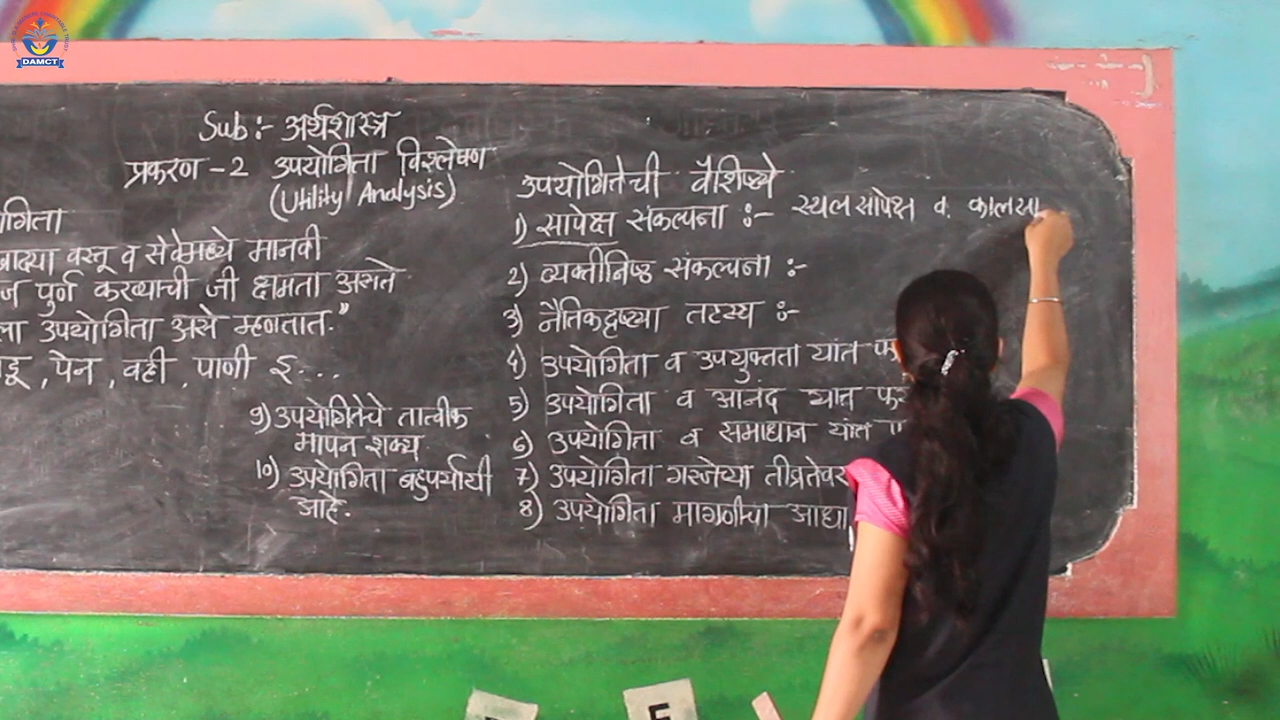 DAMCT
Sub :- अर्थशास्त्र
प्रकरण - 2 उपयोगिता विश्लेषण
(Utility Analysis)
वस्तू व सेवेमध्ये मानवी
पुर्ण करण्याची जी क्षमता असते
उपयोगिता असे म्हणतात."
, पेन , वही , पाणी इ...
9) उपयोगितेचे तात्वीक
मापन शक्य
10) उपयोगिता बहुपर्यायी
आहे.
उपयोगितेची वैशिष्ट्ये
1) सापेक्ष संकल्पना :- स्थल सापेक्ष व कालसा
2) व्यक्तीनिष्ठ संकल्पना :-
3) नैतिकदृष्ट्या तटस्थ :-
4) उपयोगिता व उपयुक्तता यांत
5) उपयोगिता व आनंद यांत
6) उपयोगिता व समाधान यांत
7) उपयोगिता गरजेच्या तीव्रतेवर
8) उपयोगिता मागणीचा आधा
E